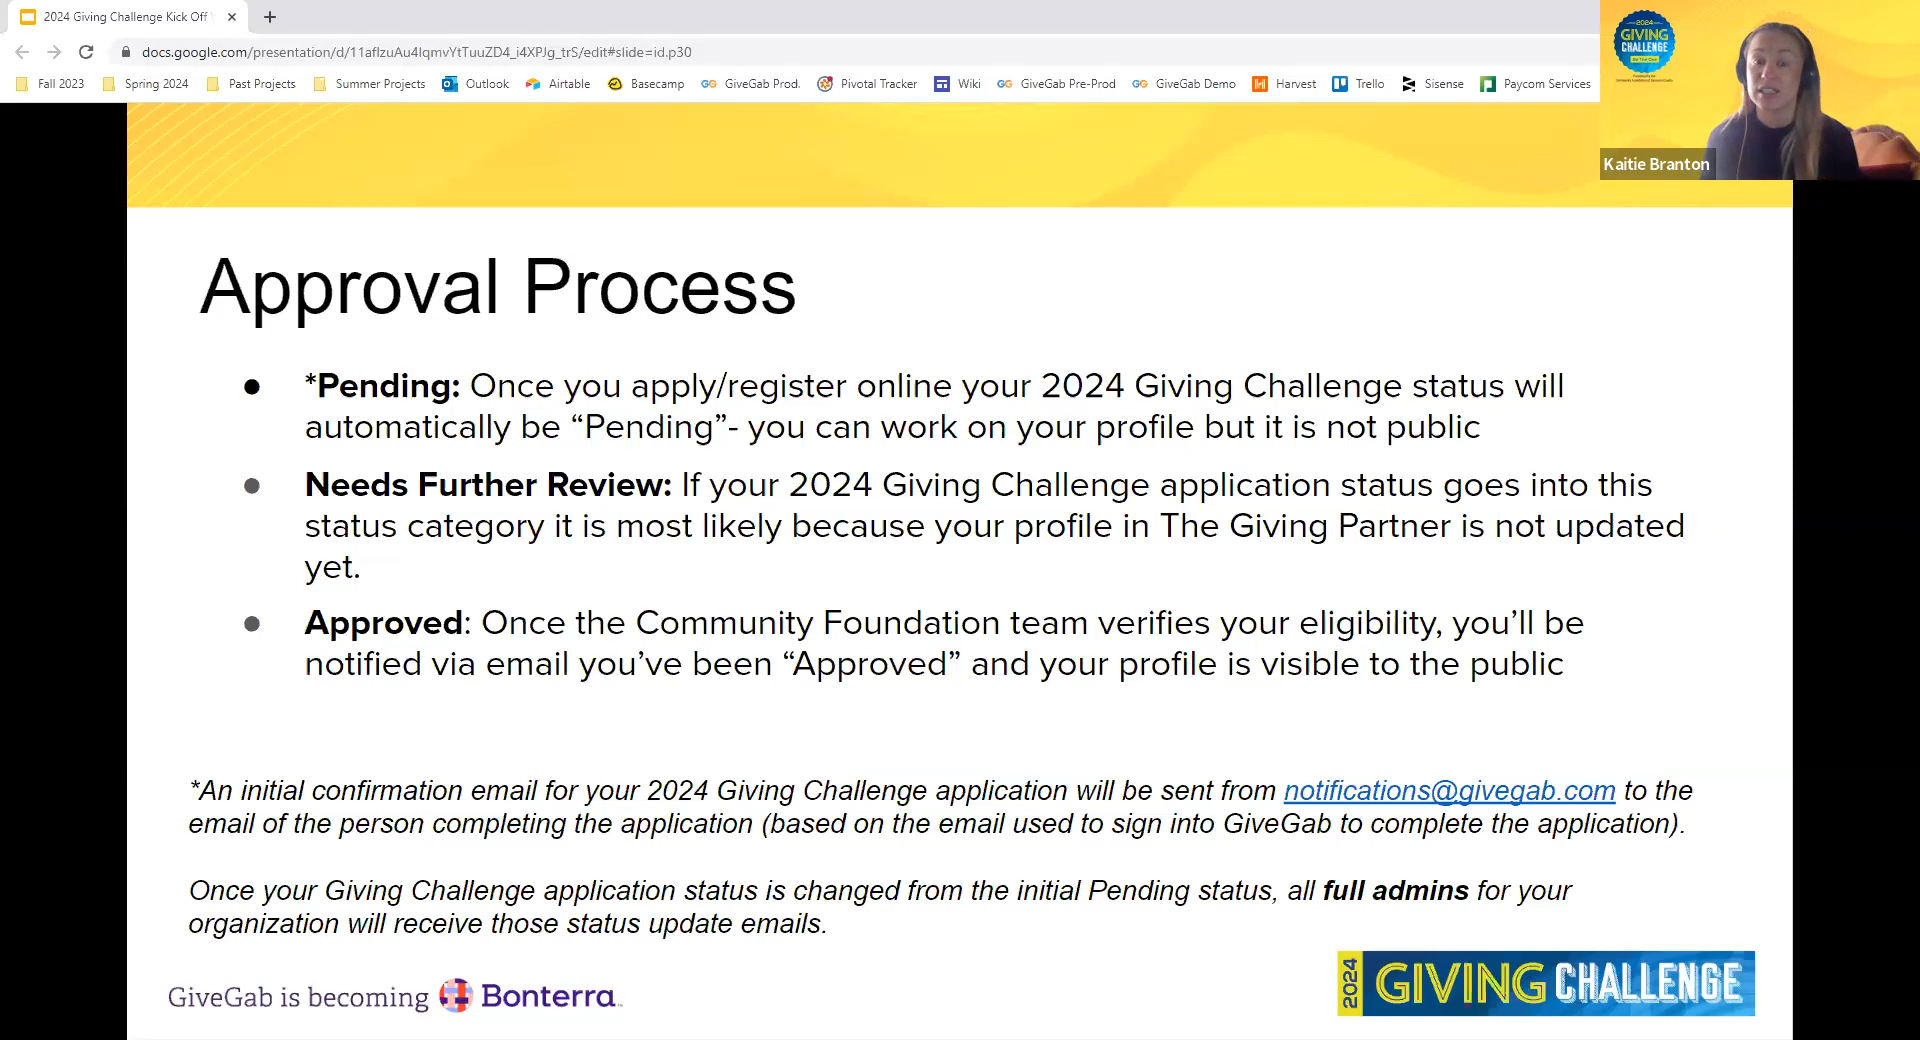 2024 Giving Challenge Kick Off
docs.google.com/presentation/d/11aflzuAu4lqmvYtTuuZD4_i4XPJg_trS/edit#slide=id.p30
Fall 2023 Spring 2024 Past Projects Summer Projects Outlook Airtable Basecamp GiveGab Prod. Pivotal Tracker Wiki GiveGab Pre-Prod GiveGab Demo Harvest Trello Sisense Paycom Services
2024
GIVING
CHALLENGE
Be The One
Kaitie Branton
Approval Process
● *Pending: Once you apply/register online your 2024 Giving Challenge status will
automatically be “Pending”- you can work on your profile but it is not public
● Needs Further Review: If your 2024 Giving Challenge application status goes into this
status category it is most likely because your profile in The Giving Partner is not updated
yet.
● Approved: Once the Community Foundation team verifies your eligibility, you’ll be
notified via email you’ve been “Approved” and your profile is visible to the public
*An initial confirmation email for your 2024 Giving Challenge application will be sent from notifications@givegab.com to the
email of the person completing the application (based on the email used to sign into GiveGab to complete the application).
Once your Giving Challenge application status is changed from the initial Pending status, all full admins for your
organization will receive those status update emails.
GiveGab is becoming Bonterra
2024 GIVING CHALLENGE